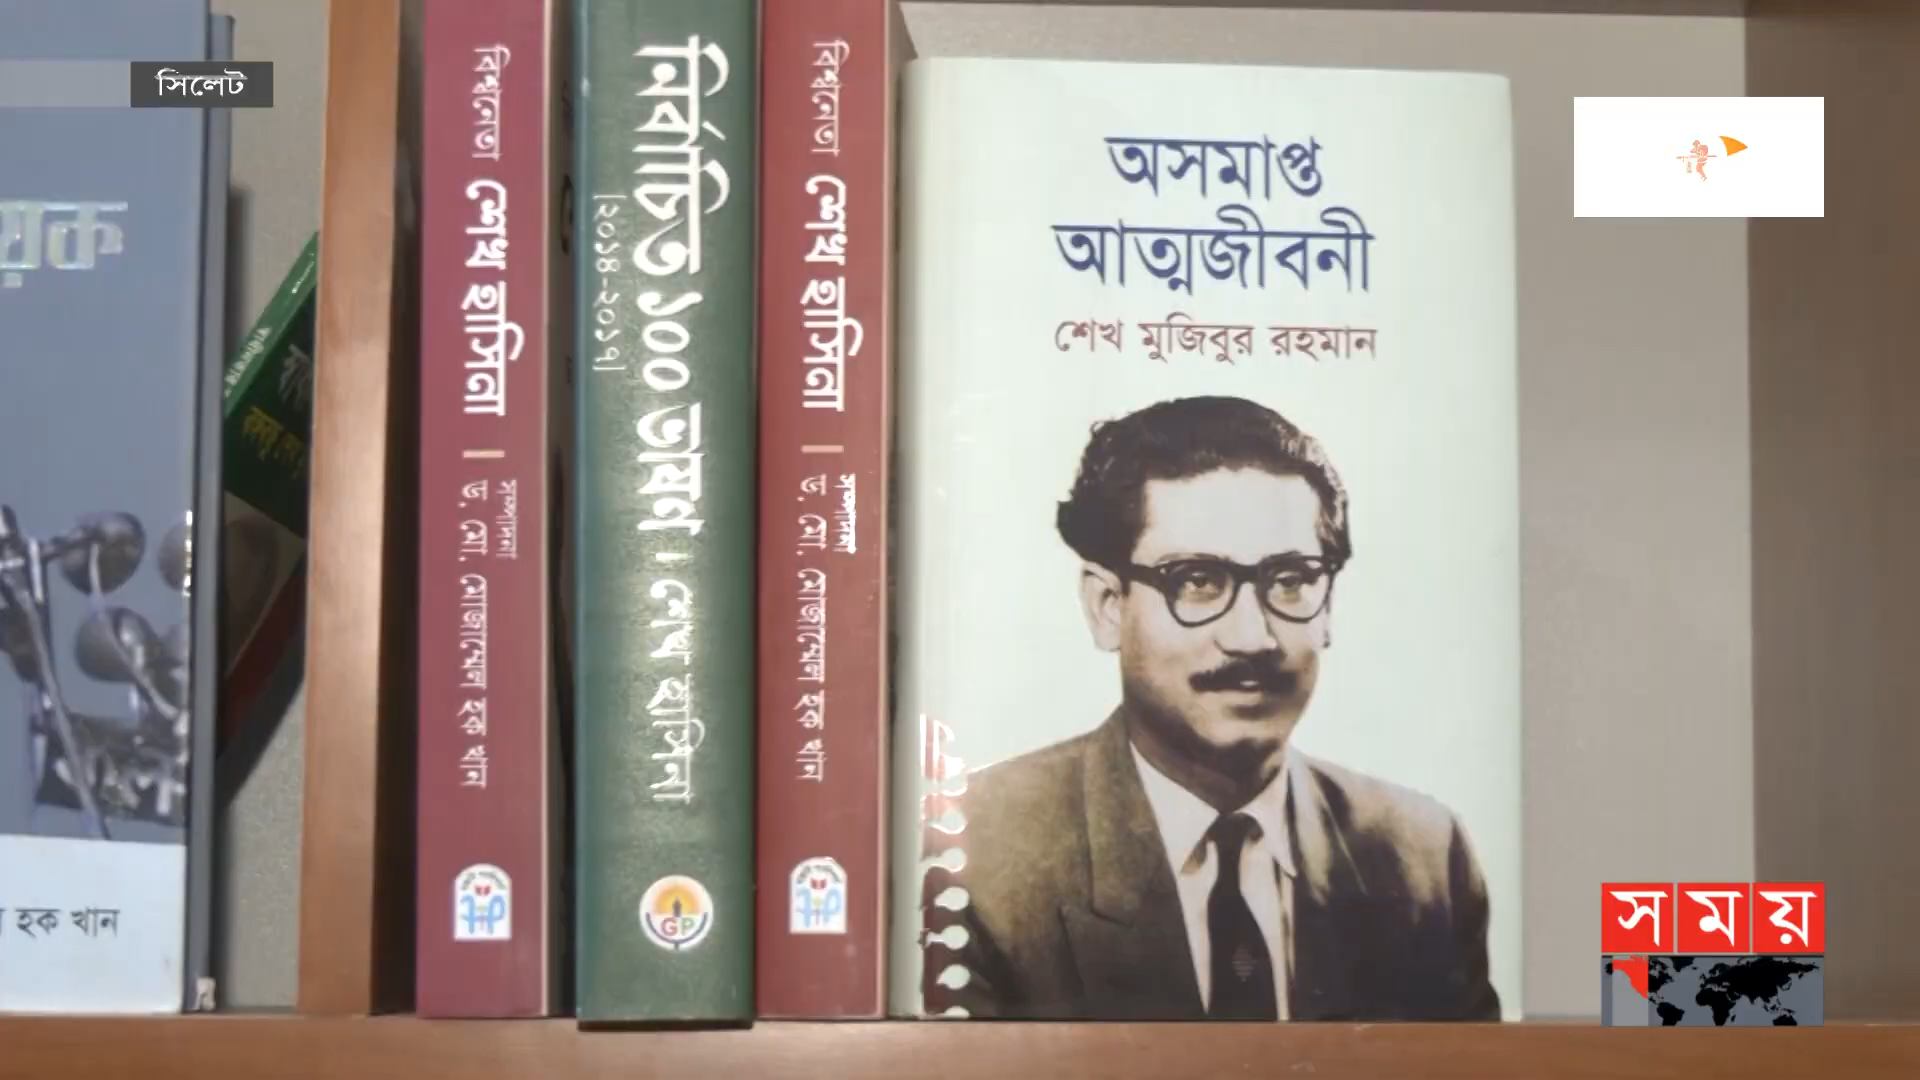 সিলেট
য়ক
হক খান
বিশ্বনেতা শেখ হাসিনা
সম্পাদনা
ড. মো. মোজাম্মেল হক খান
নির্বাচিত ১০০ ভাষণ । শেখ হাসিনা
[২০১৪-২০১৭]
GP
বিশ্বনেতা শেখ হাসিনা
সম্পাদনা
ড. মো. মোজাম্মেল হক খান
অসমাপ্ত
আত্মজীবনী
শেখ মুজিবুর রহমান
সময়